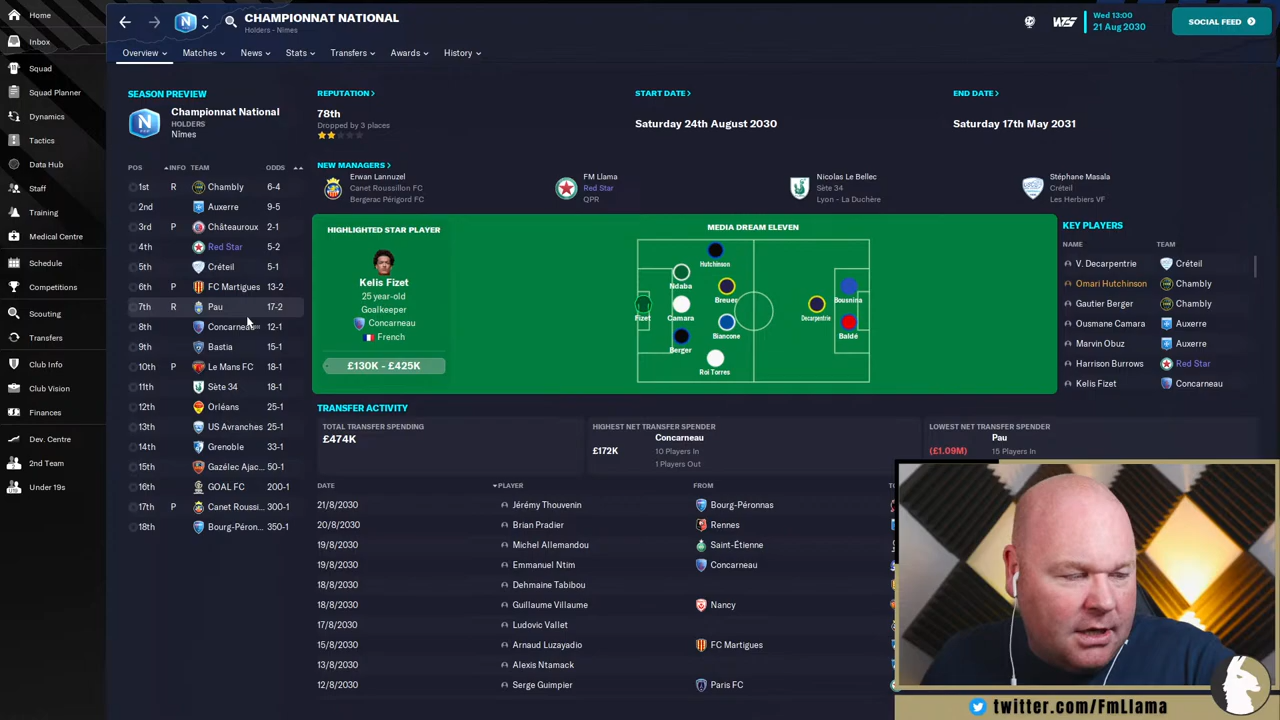 Home
Inbox
Squad
Squad Planner
Dynamics
Tactics
Data Hub
Staff
Training
Medical Centre
Schedule
Competitions
Scouting
Transfers
Club Info
Club Vision
Finances
Dev. Centre
2nd Team
Under 19s
CHAMPIONNAT NATIONAL
Holders - Nîmes
Wed 13:00
21 Aug 2030
SOCIAL FEED
Overview Matches News Stats Transfers Awards History
SEASON PREVIEW
Championnat National
HOLDERS
Nîmes
POS INFO TEAM ODDS
1st R Chambly 6-4
2nd Auxerre 9-5
3rd P Châteauroux 2-1
4th Red Star 5-2
5th Créteil 5-1
6th P FC Martigues 13-2
7th R Pau 17-2
8th Concarneau 12-1
9th Bastia 15-1
10th P Le Mans FC 18-1
11th Sète 34 18-1
12th Orléans 25-1
13th US Avranches 25-1
14th Grenoble 33-1
15th Gazélec Ajac... 50-1
16th GOAL FC 200-1
17th P Canet Roussi... 300-1
18th Bourg-Péron... 350-1
REPUTATION
78th
Dropped by 3 places
START DATE
Saturday 24th August 2030
END DATE
Saturday 17th May 2031
NEW MANAGERS
Erwan Lannuzel
Canet Roussillon FC
Bergerac Périgord FC
FM Llama
Red Star
QPR
Nicolas Le Bellec
Sète 34
Lyon - La Duchère
Stéphane Masala
Créteil
Les Herbiers VF
HIGHLIGHTED STAR PLAYER
Kelis Fizet
25 year-old
Goalkeeper
Concarneau
French
£130K - £425K
MEDIA DREAM ELEVEN
Hutchinson
Ndaba
Breuer
Bousnina
Fizet
Camara
Decarpentrie
Biancone
Baldé
Berger
Roi Torres
KEY PLAYERS
NAME TEAM
V. Decarpentrie Créteil
Omari Hutchinson Chambly
Gautier Berger Chambly
Ousmane Camara Auxerre
Marvin Obuz Auxerre
Harrison Burrows Red Star
Kelis Fizet Concarneau
TRANSFER ACTIVITY
TOTAL TRANSFER SPENDING
£474K
HIGHEST NET TRANSFER SPENDER
£172K
Concarneau
10 Players In
1 Players Out
LOWEST NET TRANSFER SPENDER
(£1.09M)
Pau
15 Players In
DATE PLAYER FROM
21/8/2030 Jérémy Thouvenin Bourg-Péronnas
20/8/2030 Brian Pradier Rennes
19/8/2030 Michel Allemandou Saint-Étienne
19/8/2030 Emmanuel Ntim Concarneau
18/8/2030 Dehmaine Tabibou
18/8/2030 Guillaume Villaume Nancy
17/8/2030 Ludovic Vallet
15/8/2030 Arnaud Luzayadio FC Martigues
13/8/2030 Alexis Ntamack
12/8/2030 Serge Guimpier Paris FC
twitter.com/FmLlama